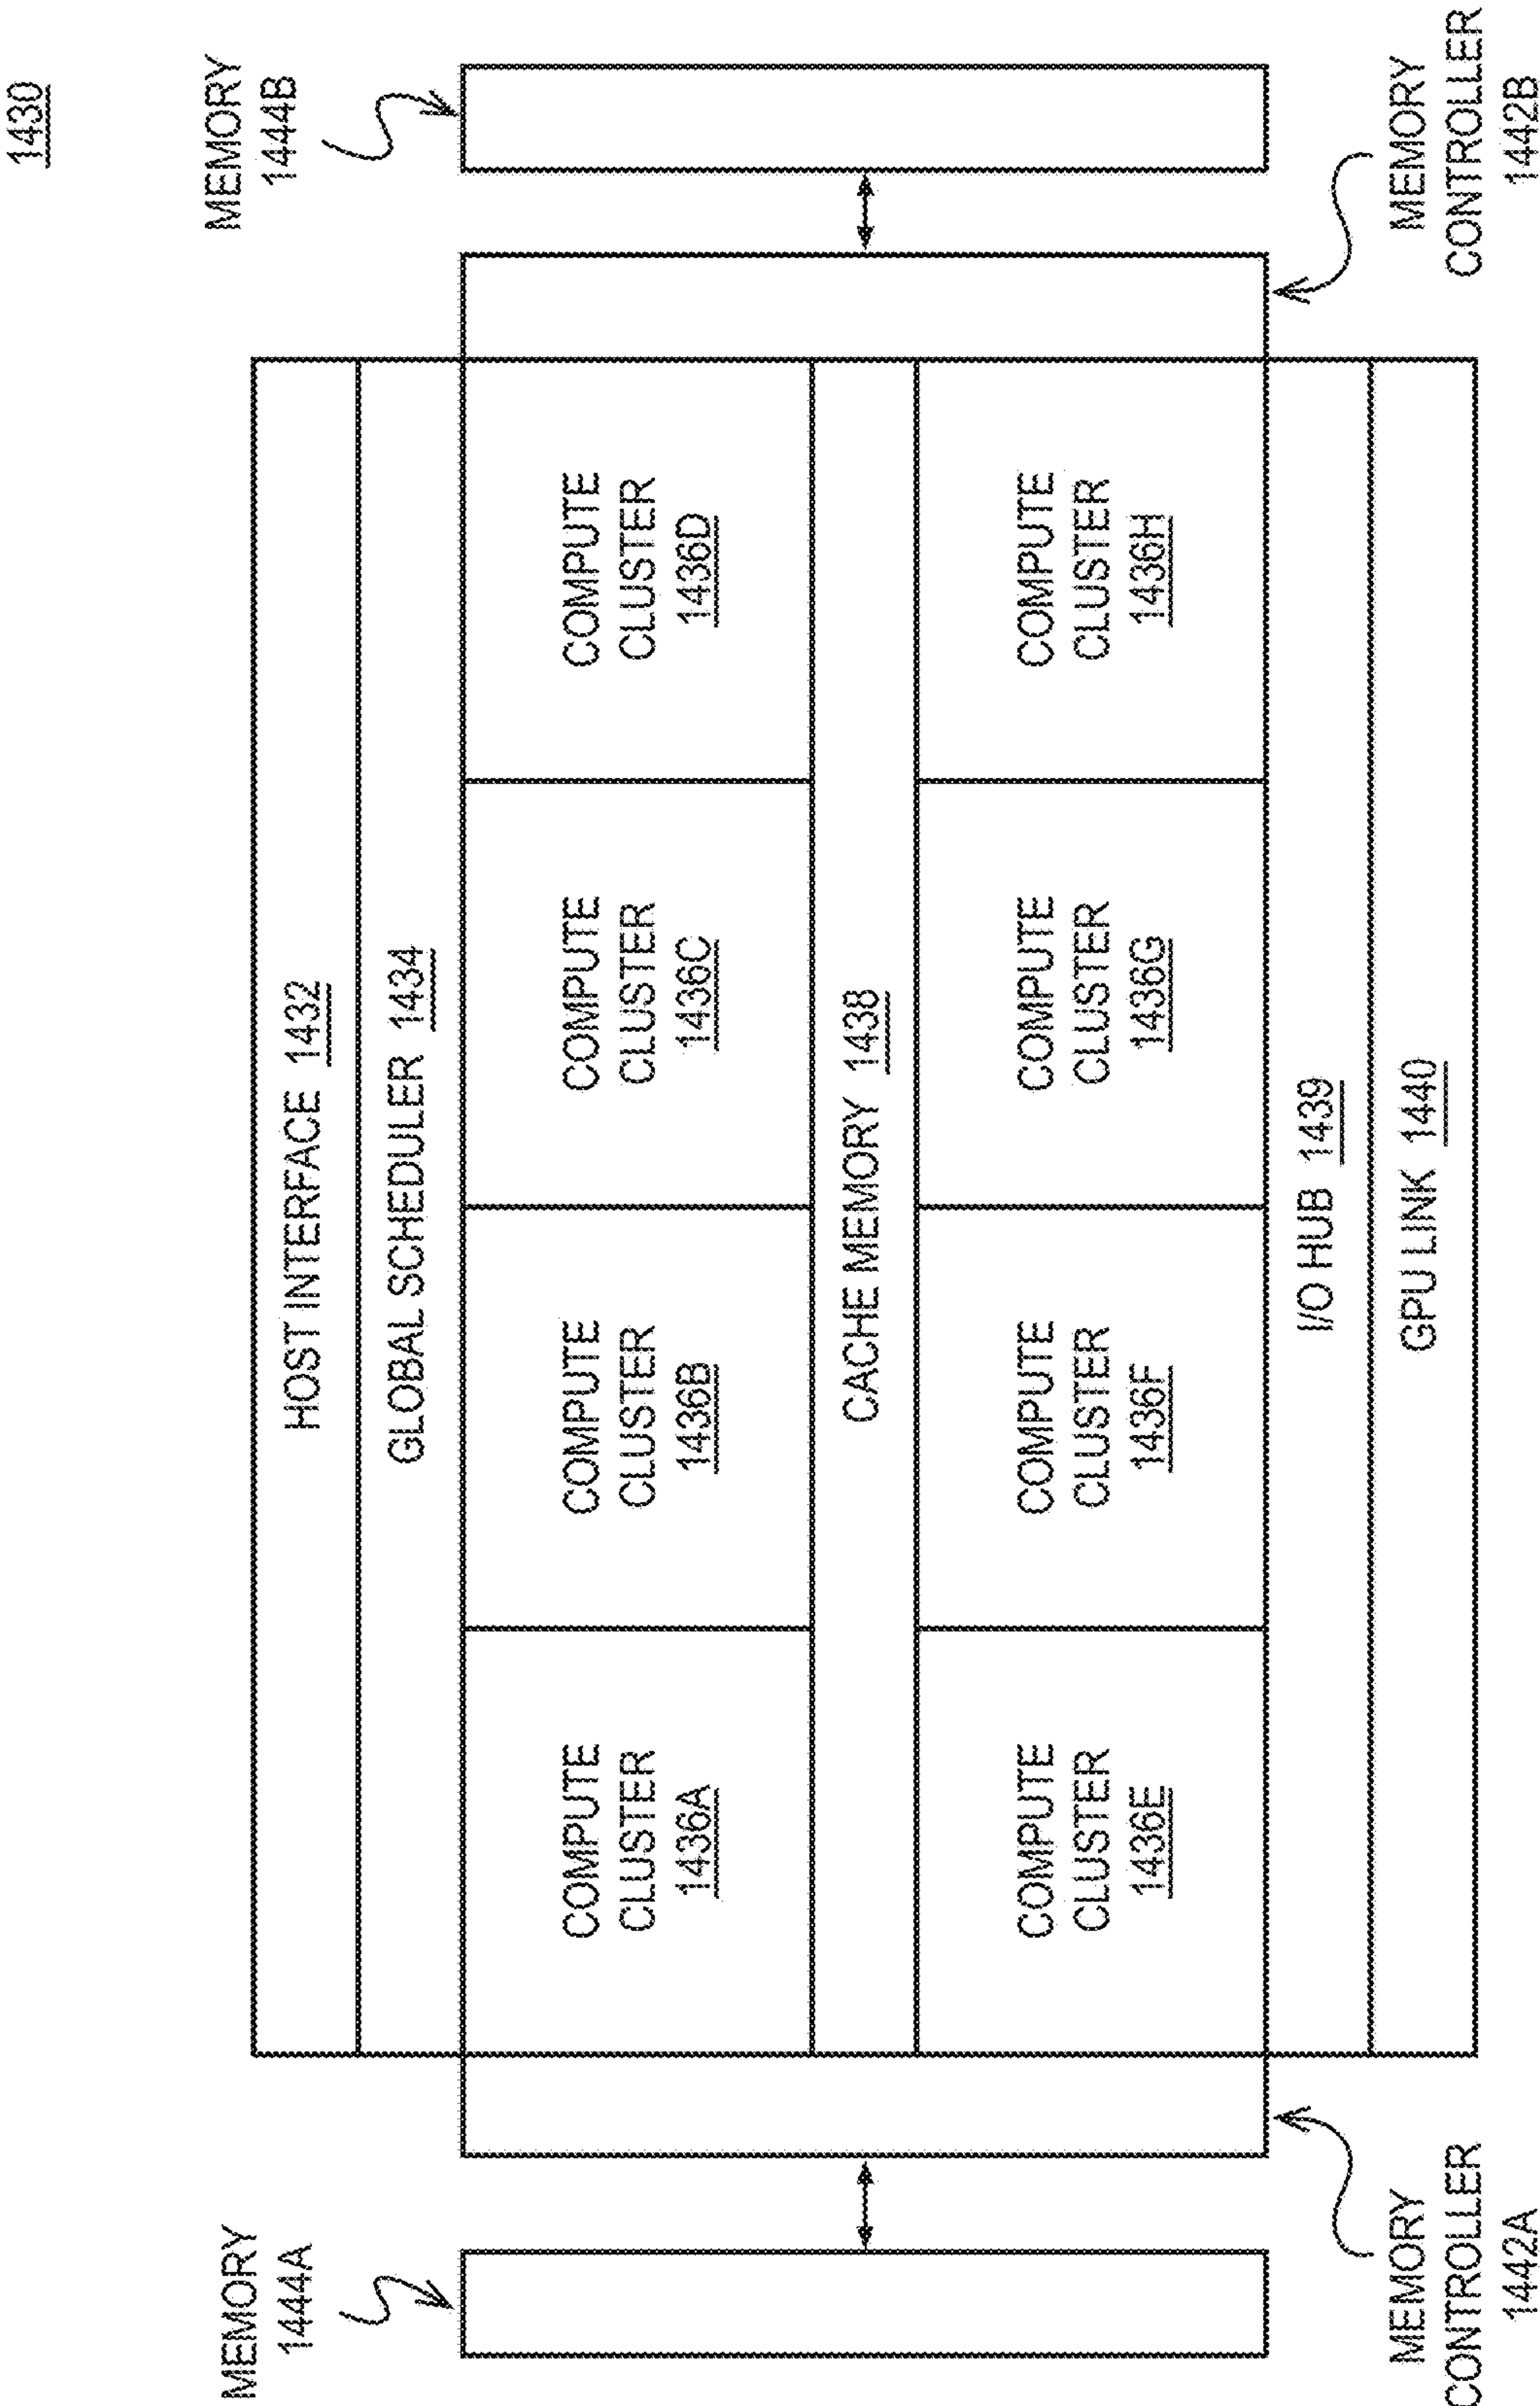 1430
MEMORY
1444A
MEMORY
1444B
HOST INTERFACE 1432
GLOBAL SCHEDULER 1434
COMPUTE
CLUSTER
1436A
COMPUTE
CLUSTER
1436B
COMPUTE
CLUSTER
1436C
COMPUTE
CLUSTER
1436D
CACHE MEMORY 1438
COMPUTE
CLUSTER
1436E
COMPUTE
CLUSTER
1436F
COMPUTE
CLUSTER
1436G
COMPUTE
CLUSTER
1436H
I/O HUB 1439
GPU LINK 1440
MEMORY
CONTROLLER
1442A
MEMORY
CONTROLLER
1442B